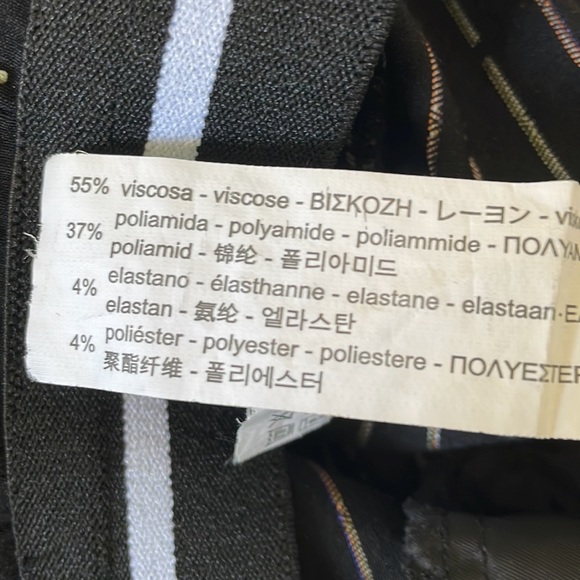 55% viscosa - viscose - ΒΙΣΚΟΖΗ - レーヨン -
37% poliamida - polyamide - poliammide -
poliamid - 锦纶 - 폴리아미드
4% elastano - élasthanne - elastane - elastaan
elastan - 氨纶 - 엘라스탄
4% poliéster - polyester - poliestere -
聚酯纤维 - 폴리에스터